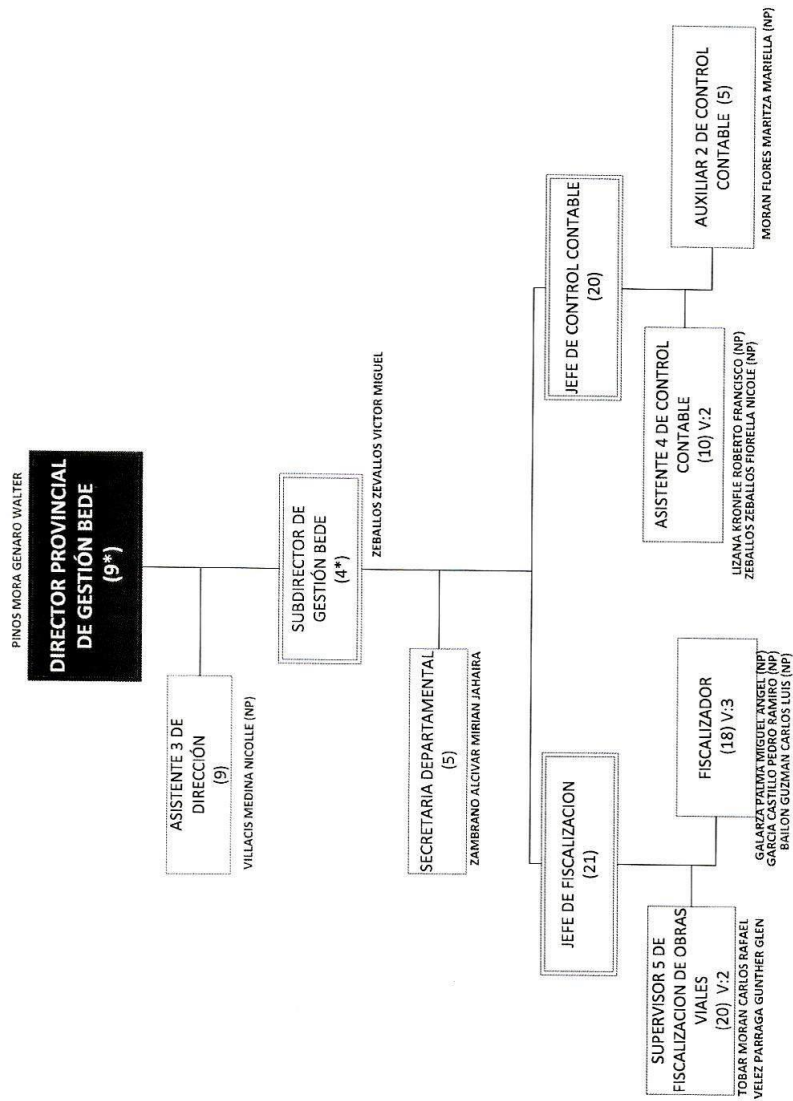 PINOS MORA GENARO WALTER
DIRECTOR PROVINCIAL
DE GESTIÓN BEDE
(9*)
ASISTENTE 3 DE
DIRECCIÓN
(9)
VILLACIS MEDINA NICOLLE (NP)
SUBDIRECTOR DE
GESTIÓN BEDE
(4*)
ZEBALLOS ZEVALLOS VICTOR MIGUEL
SECRETARIA DEPARTAMENTAL
(5)
ZAMBRANO ALCIVAR MIRIAN JAHAIRA
JEFE DE FISCALIZACION
(21)
JEFE DE CONTROL CONTABLE
(20)
SUPERVISOR 5 DE
FISCALIZACION DE OBRAS
VIALES
(20) V:2
TOBAR MORAN CARLOS RAFAEL
VELEZ PARRAGA GUNTHER GLEN
FISCALIZADOR
(18) V:3
GALARZA PALMA MIGUEL ANGEL (NP)
GARCIA CASTILLO PEDRO RAMIRO (NP)
BAILON GUZMAN CARLOS LUIS (NP)
ASISTENTE 4 DE CONTROL
CONTABLE
(10) V:2
LIZANA KRONFLE ROBERTO FRANCISCO (NP)
ZEBALLOS ZEBALLOS FIORELLA NICOLE (NP)
AUXILIAR 2 DE CONTROL
CONTABLE (5)
MORAN FLORES MARITZA MARIELLA (NP)